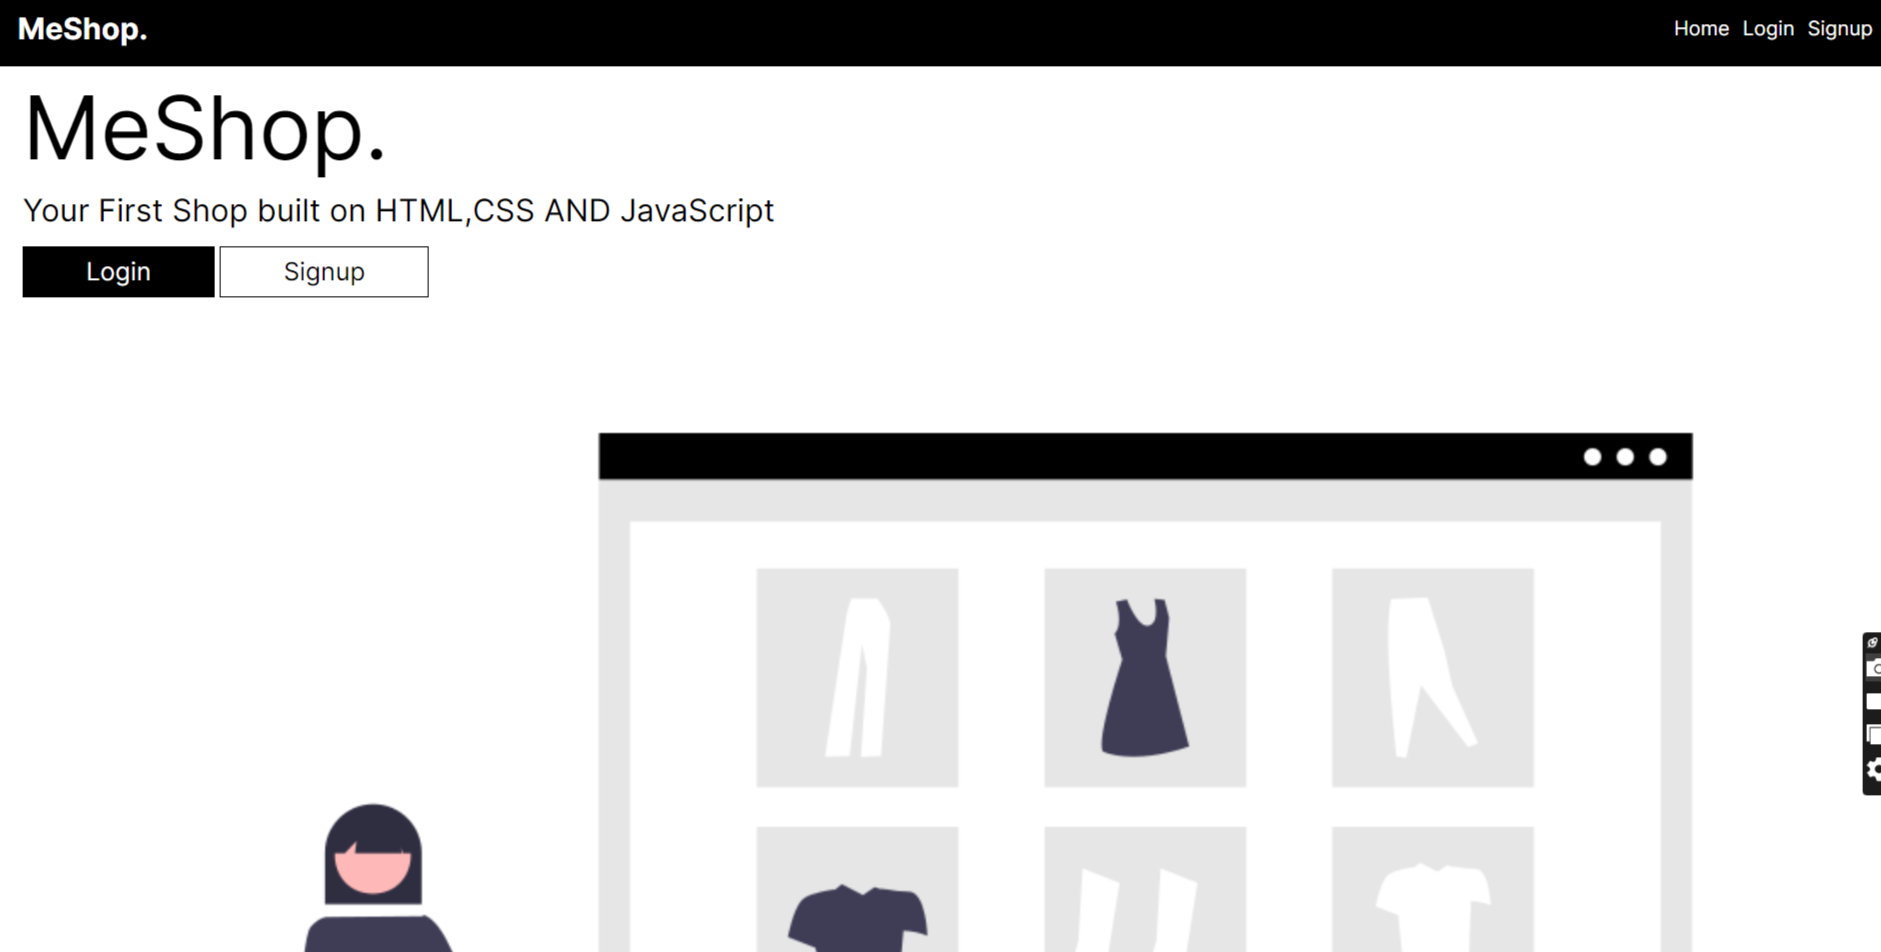 MeShop.
Home Login Signup
MeShop.
Your First Shop built on HTML,CSS AND JavaScript
Login Signup